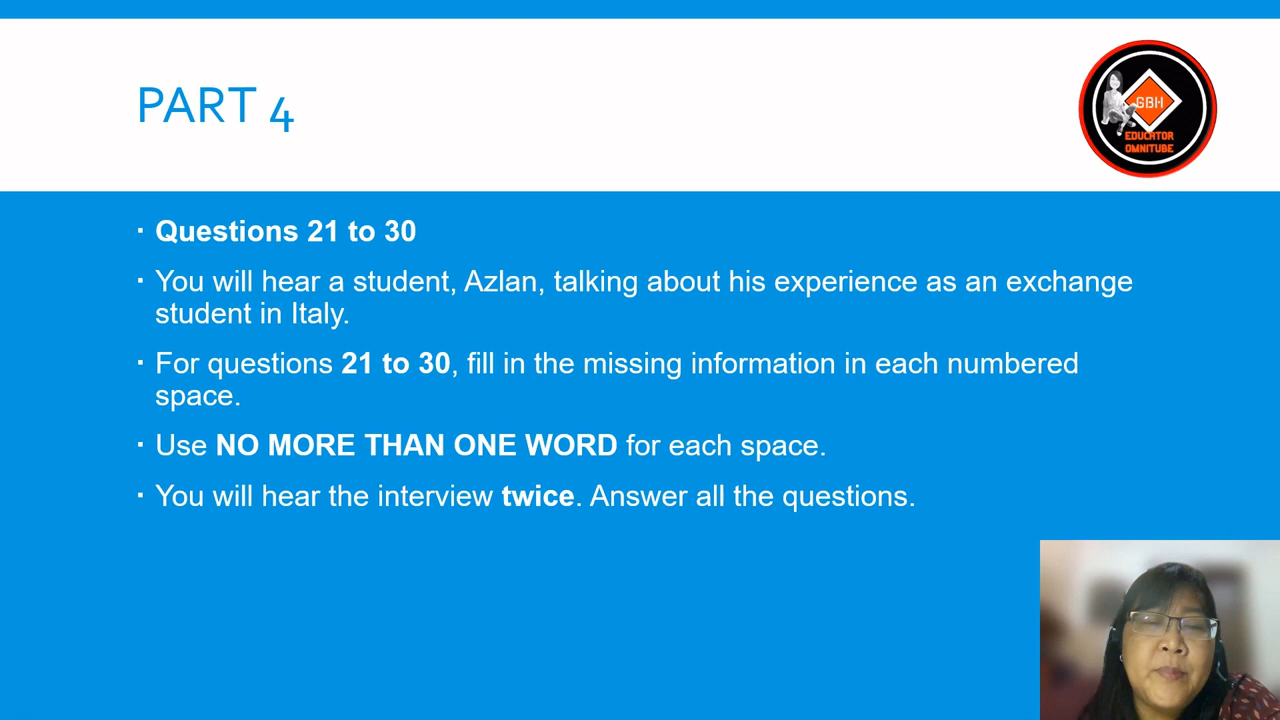 PART 4
GBH
EDUCATOR
OMNITUBE
Questions 21 to 30
You will hear a student, Azlan, talking about his experience as an exchange
student in Italy.
For questions 21 to 30, fill in the missing information in each numbered
space.
Use NO MORE THAN ONE WORD for each space.
You will hear the interview twice. Answer all the questions.